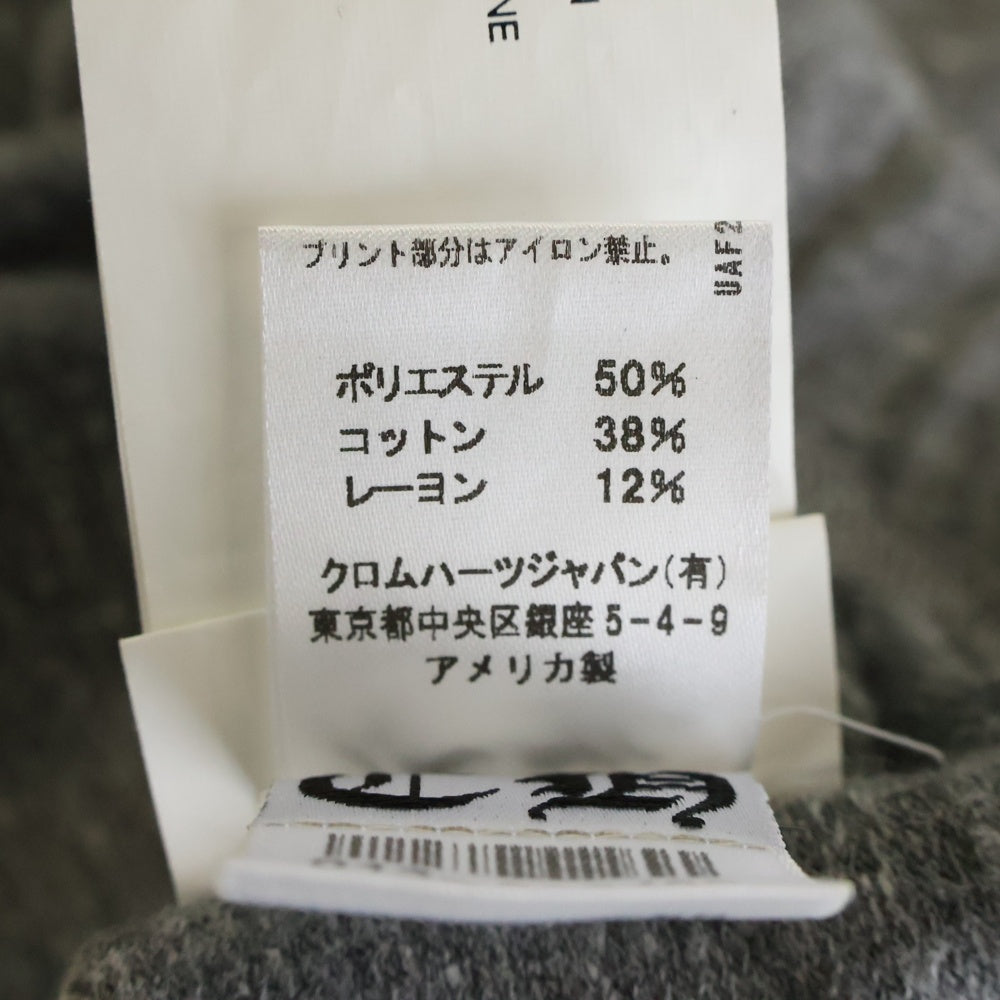 NE
プリント部分はアイロン禁止。
UAF2
ポリエステル 50%
コットン 38%
レーヨン 12%
クロムハーツジャパン(有)
東京都中央区銀座5-4-9
アメリカ製